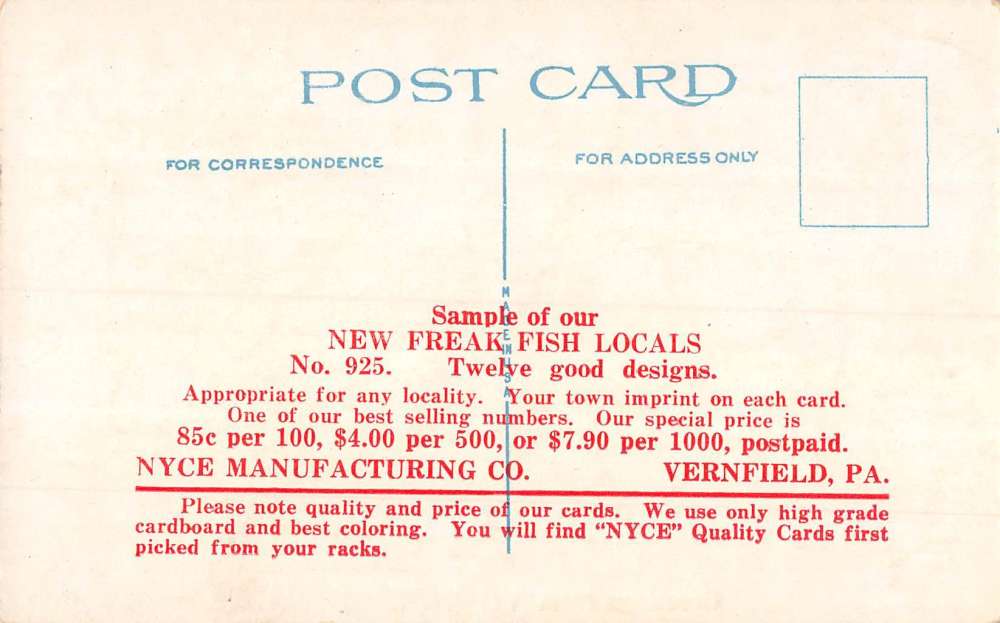 POST CARD
FOR CORRESPONDENCE
FOR ADDRESS ONLY
MADE IN USA
Sample of our
NEW FREAK FISH LOCALS
No. 925. Twelve good designs.
Appropriate for any locality. Your town imprint on each card.
One of our best selling numbers. Our special price is
85c per 100, $4.00 per 500, or $7.90 per 1000, postpaid.
NYCE MANUFACTURING CO. VERNFIELD, PA.
Please note quality and price of our cards. We use only high grade
cardboard and best coloring. You will find “NYCE” Quality Cards first
picked from your racks.